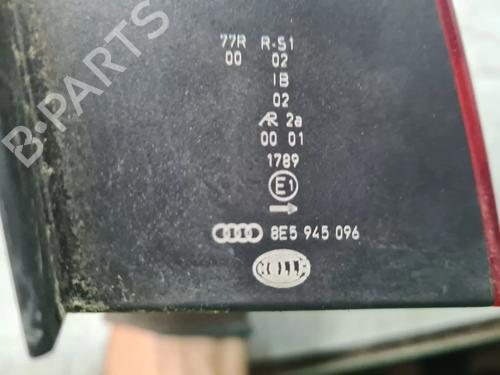 77R R-S1
00 02
IB
02
AR 2a
00 01
1789
E1
8E5 945 096
HELLA
B-PARTS